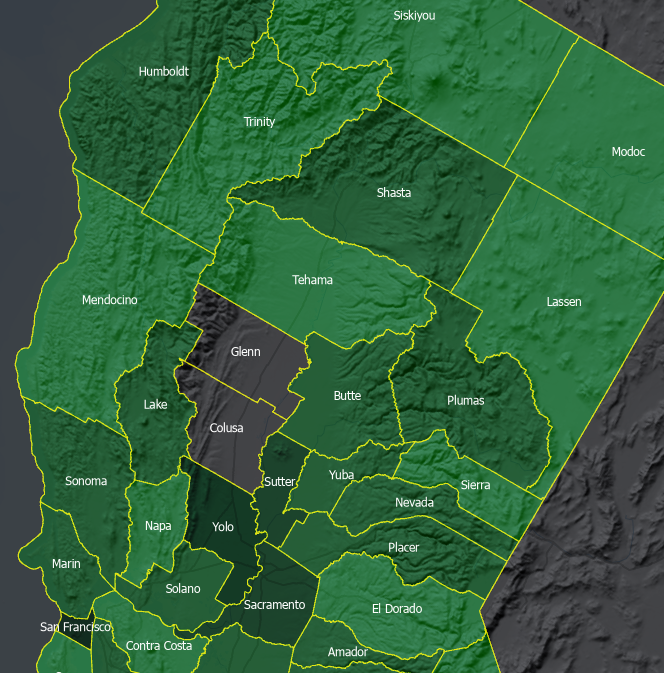 Siskiyou
Humboldt
Trinity
Modoc
Shasta
Tehama
Mendocino
Lassen
Glenn
Butte
Plumas
Lake
Colusa
Yuba
Sutter
Sierra
Sonoma
Nevada
Napa
Yolo
Placer
Marin
Solano
Sacramento
El Dorado
San Francisco
Contra Costa
Amador